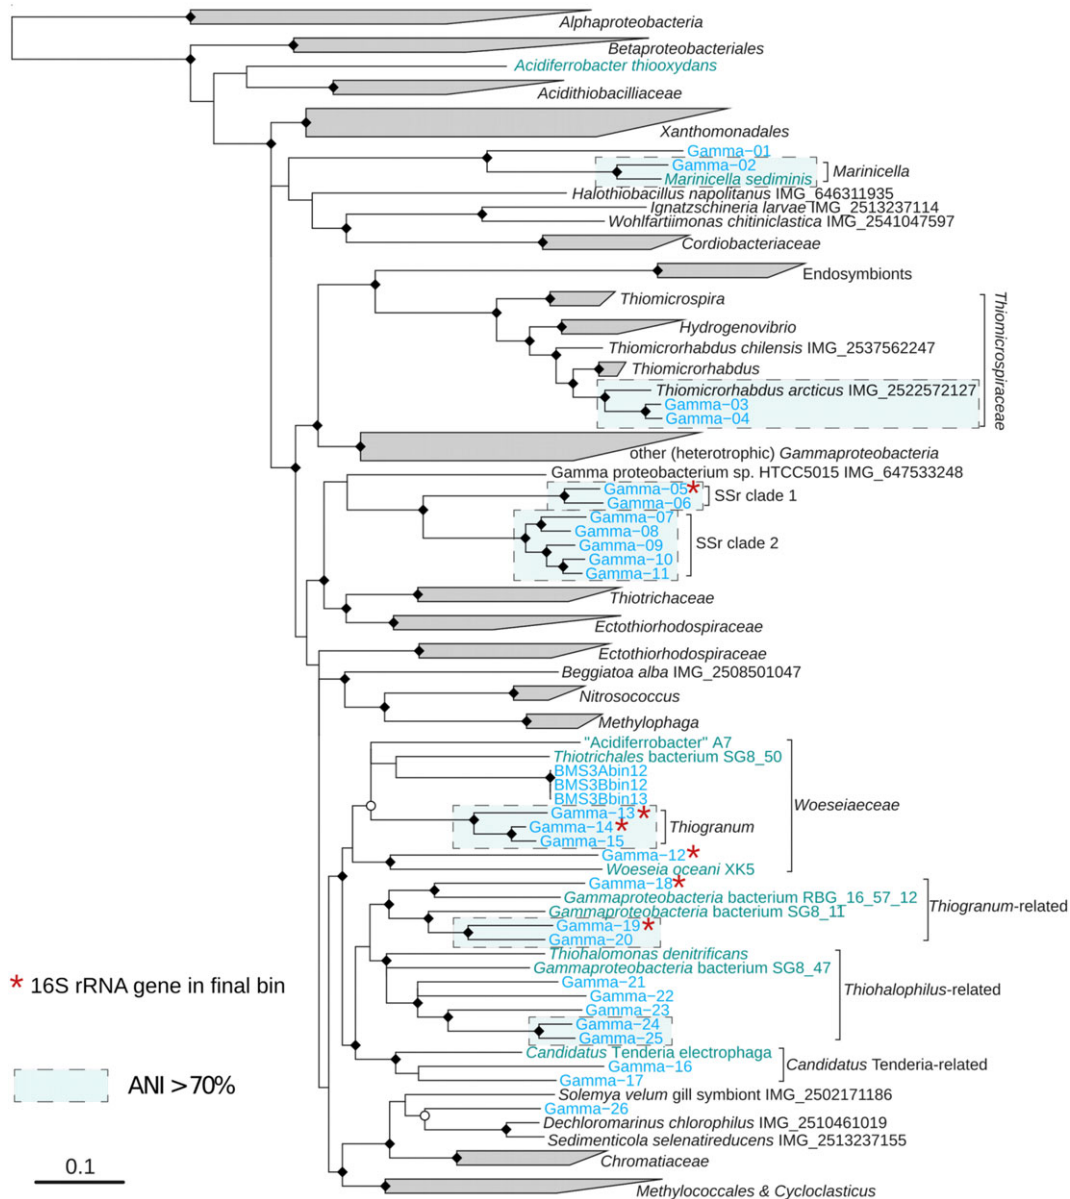 Alphaproteobacteria
Betaproteobacteriales
Acidiferrobacter thiooxydans
Acidithiobacilliaceae
Xanthomonadales
Gamma−01
Gamma−02
Marinicella sediminis
Marinicella
Halothiobacillus napolitanus IMG_646311935
Ignatzschineria larvae IMG_2513237114
Wohlfartiimonas chitiniclastica IMG_2541047597
Cordiobacteriaceae
Endosymbionts
Thiomicrospira
Hydrogenovibrio
Thiomicrorhabdus chilensis IMG_2537562247
Thiomicrorhabdus
Thiomicrorhabdus arcticus IMG_2522572127
Gamma−03
Gamma−04
Thiomicrospiraceae
other (heterotrophic) Gammaproteobacteria
Gamma proteobacterium sp. HTCC5015 IMG_647533248
Gamma−05*
Gamma−06
SSr clade 1
Gamma−07
Gamma−08
Gamma−09
Gamma−10
Gamma−11
SSr clade 2
Thiotrichaceae
Ectothiorhodospiraceae
Ectothiorhodospiraceae
Beggiatoa alba IMG_2508501047
Nitrosococcus
Methylophaga
"Acidiferrobacter" A7
Thiotrichales bacterium SG8_50
BMS3Abin12
BMS3Bbin12
BMS3Bbin13
Gamma−13*
Gamma−14*
Gamma−15
Thiogranum
Gamma−12*
Woeseia oceani XK5
Woeseiaeceae
Gamma−18*
Gammaproteobacteria bacterium RBG_16_57_12
Gammaproteobacteria bacterium SG8_11
Gamma−19*
Gamma−20
Thiogranum-related
Thiohalomonas denitrificans
Gammaproteobacteria bacterium SG8_47
Gamma−21
Gamma−22
Gamma−23
Gamma−24
Gamma−25
Thiohalophilus-related
Candidatus Tenderia electrophaga
Gamma−16
Gamma−17
Candidatus Tenderia-related
Solemya velum gill symbiont IMG_2502171186
Gamma−26
Dechloromarinus chlorophilus IMG_2510461019
Sedimenticola selenatireducens IMG_2513237155
Chromatiaceae
Methylococcales & Cycloclasticus
* 16S rRNA gene in final bin
ANI >70%
0.1